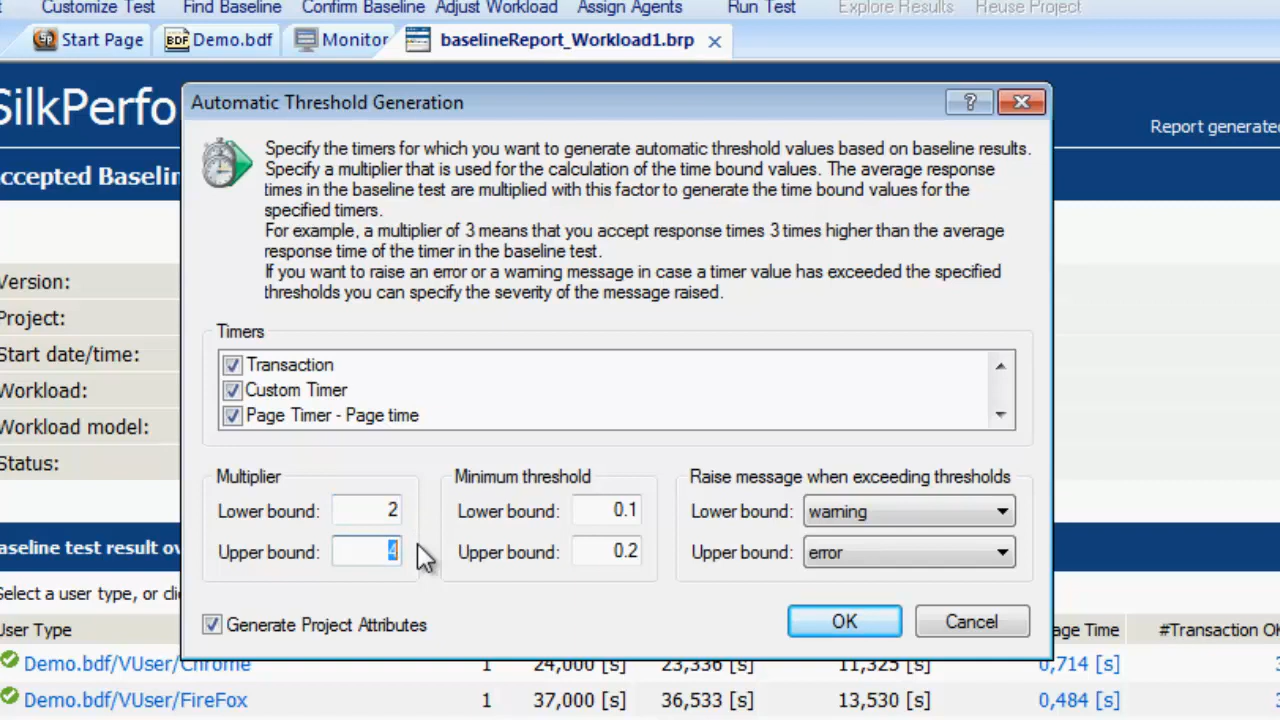 Customize Test Find Baseline Confirm Baseline Adjust Workload Assign Agents Run Test Explore Results Reuse Project
SP Start Page BDF Demo.bdf Monitor baselineReport_Workload1.brp
SilkPerfo
Report generated
ccepted Baselin
Version:
Project:
Start date/time:
Workload:
Workload model:
Status:
Automatic Threshold Generation
Specify the timers for which you want to generate automatic threshold values based on baseline results.
Specify a multiplier that is used for the calculation of the time bound values. The average response
times in the baseline test are multiplied with this factor to generate the time bound values for the
specified timers.
For example, a multiplier of 3 means that you accept response times 3 times higher than the average
response time of the timer in the baseline test.
If you want to raise an error or a warning message in case a timer value has exceeded the specified
thresholds you can specify the severity of the message raised.
Timers
Transaction
Custom Timer
Page Timer - Page time
Multiplier Minimum threshold Raise message when exceeding thresholds
Lower bound: 2 Lower bound: 0.1 Lower bound: warning
Upper bound: 4 Upper bound: 0.2 Upper bound: error
Generate Project Attributes
OK Cancel
aseline test result ov
Select a user type, or cli
User Type age Time #Transaction OK
Demo.bdf/VUser/Chrome 1 24,000 [s] 23,336 [s] 11,325 [s] 0,714 [s]
Demo.bdf/VUser/FireFox 1 37,000 [s] 36,533 [s] 13,530 [s] 0,484 [s]